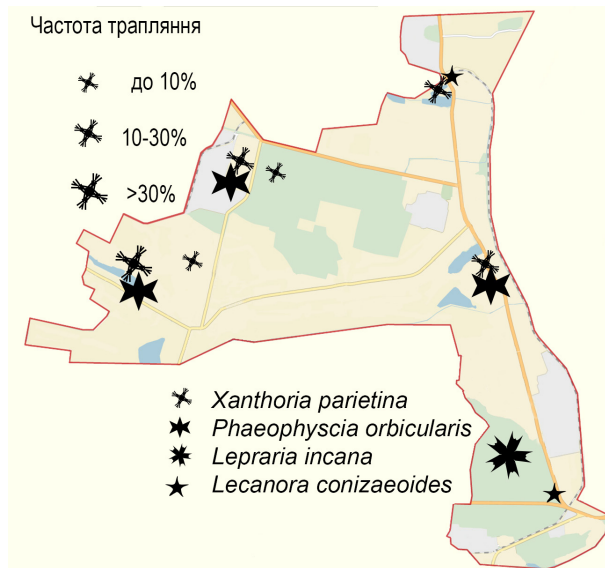 Частота трапляння
до 10%
10-30%
>30%
Xanthoria parietina
Phaeophyscia orbicularis
Lepraria incana
Lecanora conizaeoides